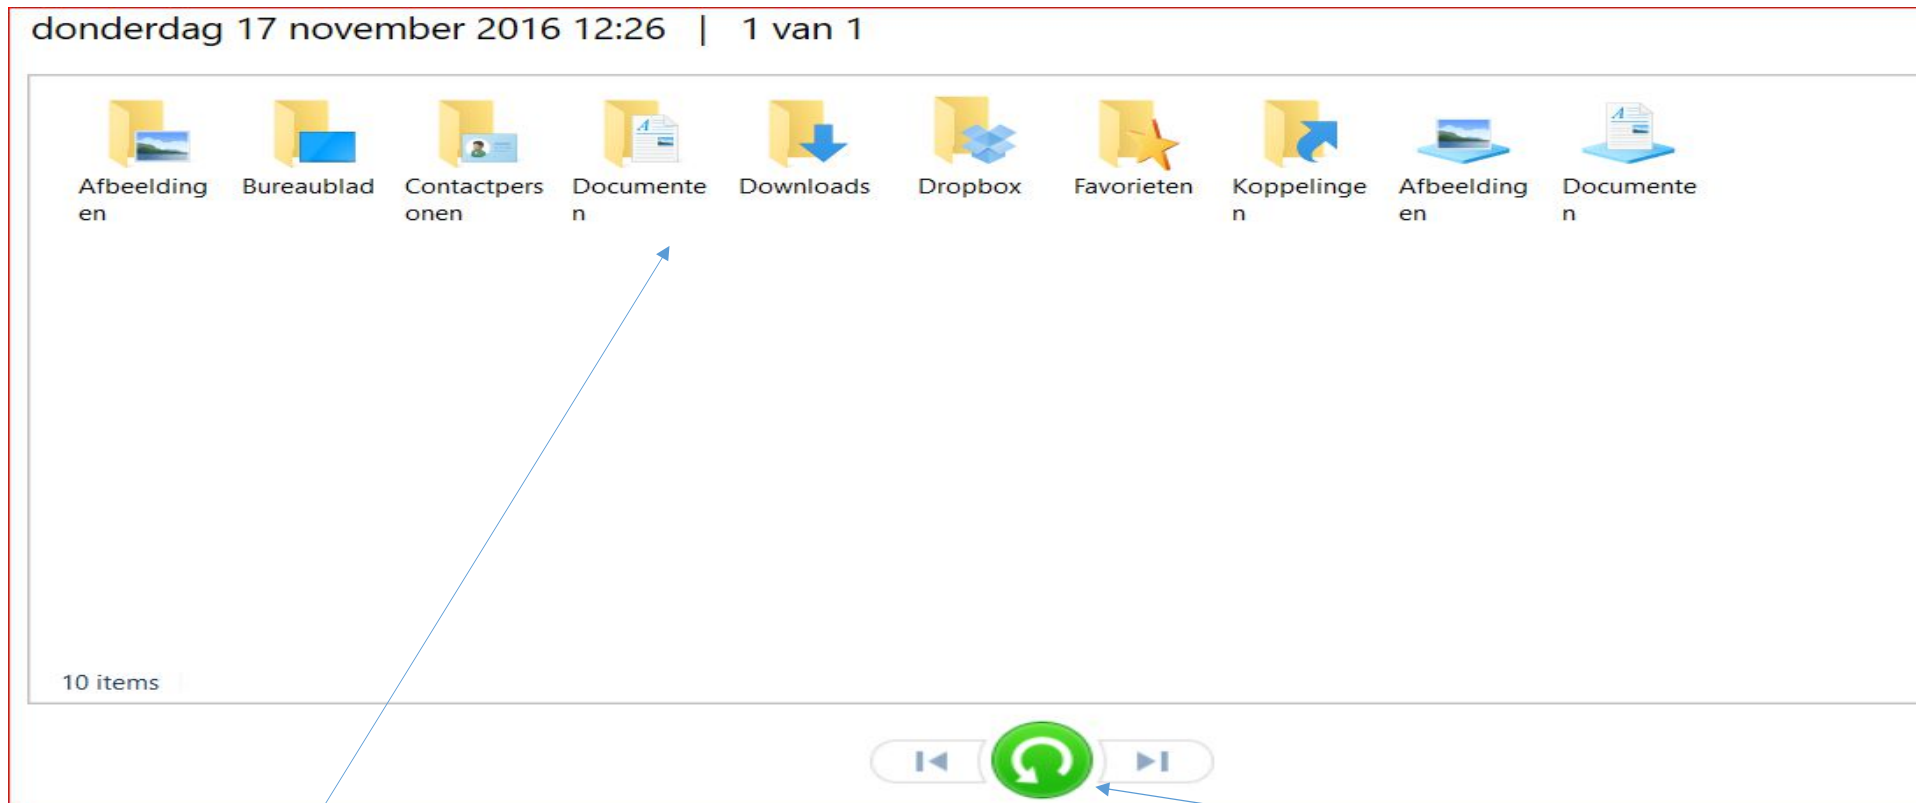 donderdag 17 november 2016 12:26 | 1 van 1
Afbeelding
en
Bureaublad
Contactpers
onen
Documente
n
Downloads
Dropbox
Favorieten
Koppelinge
n
Afbeelding
en
Documente
n
10 items